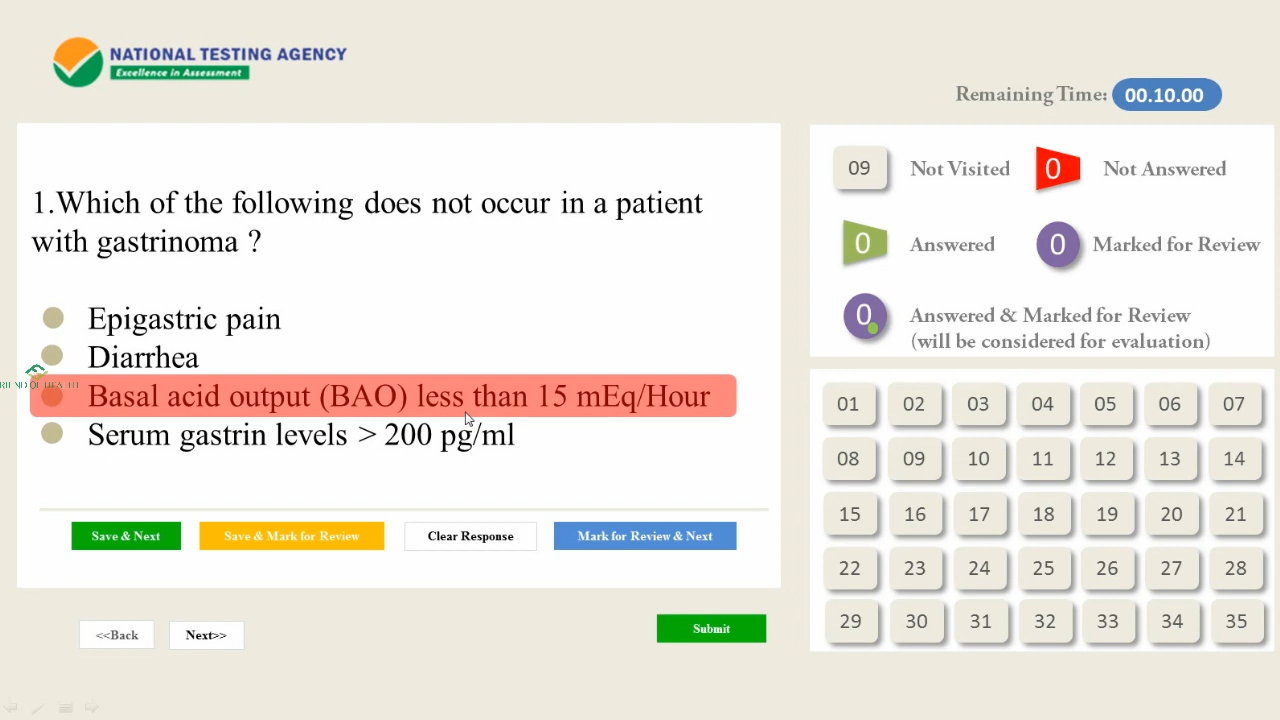 NATIONAL TESTING AGENCY
Excellence in Assessment
Remaining Time: 00.10.00
1.Which of the following does not occur in a patient
with gastrinoma ?
Epigastric pain
Diarrhea
Basal acid output (BAO) less than 15 mEq/Hour
Serum gastrin levels > 200 pg/ml
Save & Next
Save & Mark for Review
Clear Response
Mark for Review & Next
<<Back
Next>>
Submit
09 Not Visited
0 Not Answered
0 Answered
0 Marked for Review
0 Answered & Marked for Review
(will be considered for evaluation)
01 02 03 04 05 06 07
08 09 10 11 12 13 14
15 16 17 18 19 20 21
22 23 24 25 26 27 28
29 30 31 32 33 34 35